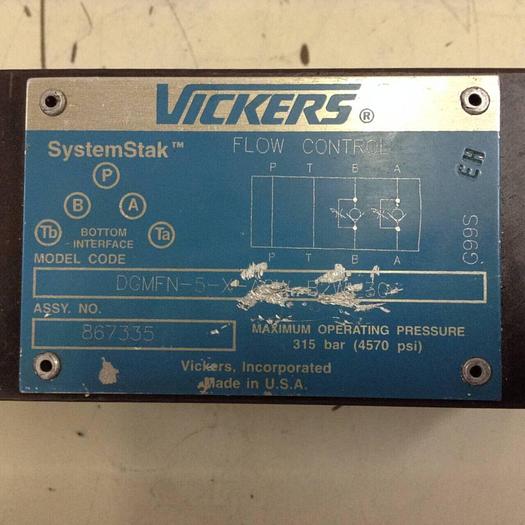 VICKERS ®
SystemStak™
FLOW CONTROL
EH
P
P T B A
B A
Tb BOTTOM INTERFACE Ta
G99S
P T B A
MODEL CODE
DGMFN-5-X
ASSY. NO.
867335
MAXIMUM OPERATING PRESSURE
315 bar (4570 psi)
Vickers, Incorporated
Made in U.S.A.